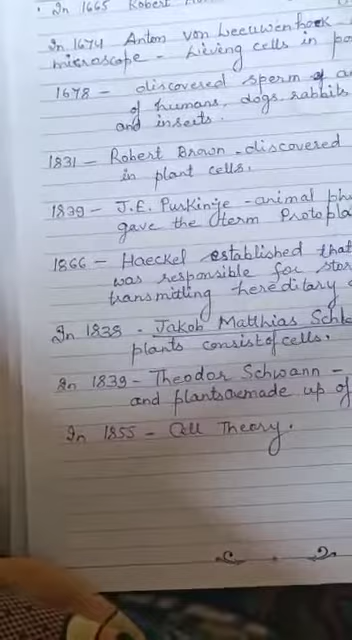 • In 1665 Robert
In 1674 Anton von Leeuwenhoek
microscope - Lieving cells in
1678 - discovered sperm of
of humans, dogs, rabbits
and insects.
1831 - Robert Brown - discovered
in plant cells.
1839 - J.E. Purkinije - animal
gave the term
1866 - Haeckel established that
was responsible for
transmitting hereditary
In 1838 - Jakob Matthias
plants consist of cells.
In 1839 - Theodor Schwann -
and plants are made up of
In 1855 - Cell Theory.